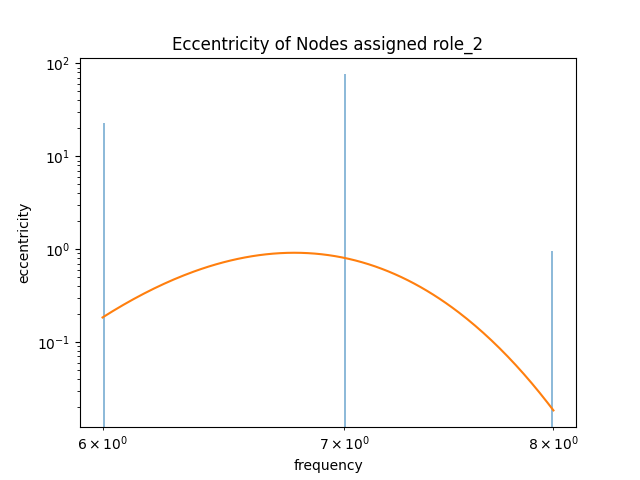 Eccentricity of Nodes assigned role_2
eccentricity
10²
10¹
10⁰
10⁻¹
6 × 10⁰
7 × 10⁰
8 × 10⁰
frequency